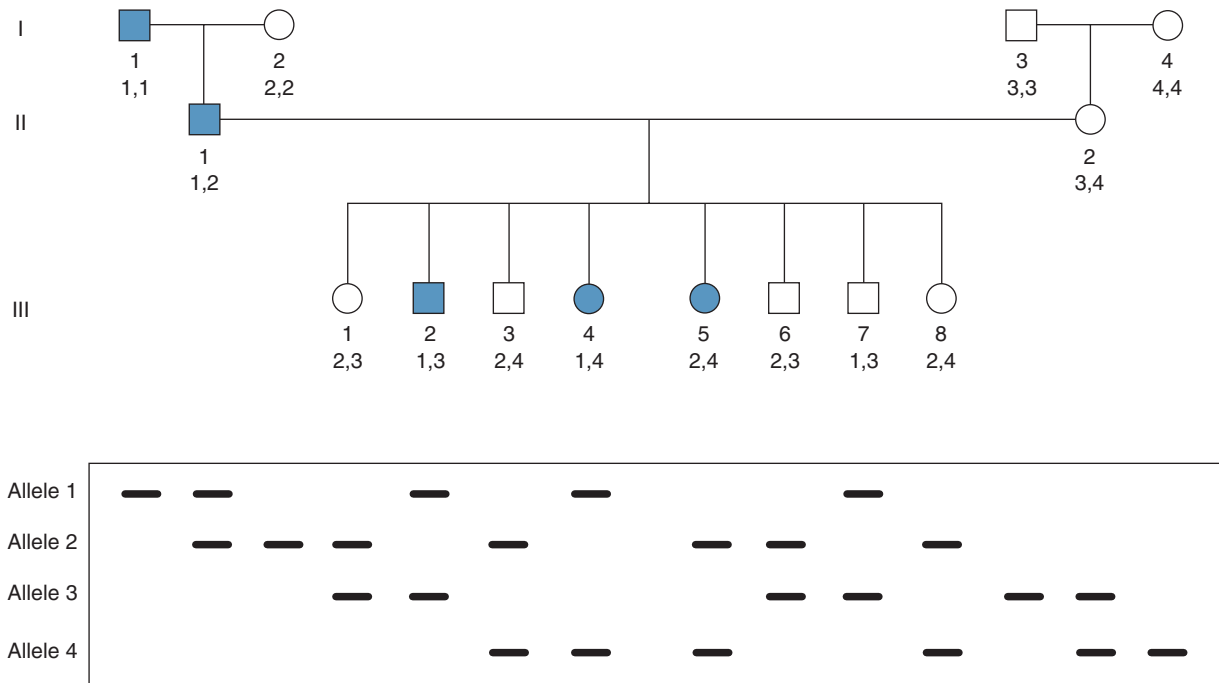 I
1 2 3 4
1,1 2,2 3,3 4,4
II
1 2
1,2 3,4
III
1 2 3 4 5 6 7 8
2,3 1,3 2,4 1,4 2,4 2,3 1,3 2,4
Allele 1
Allele 2
Allele 3
Allele 4